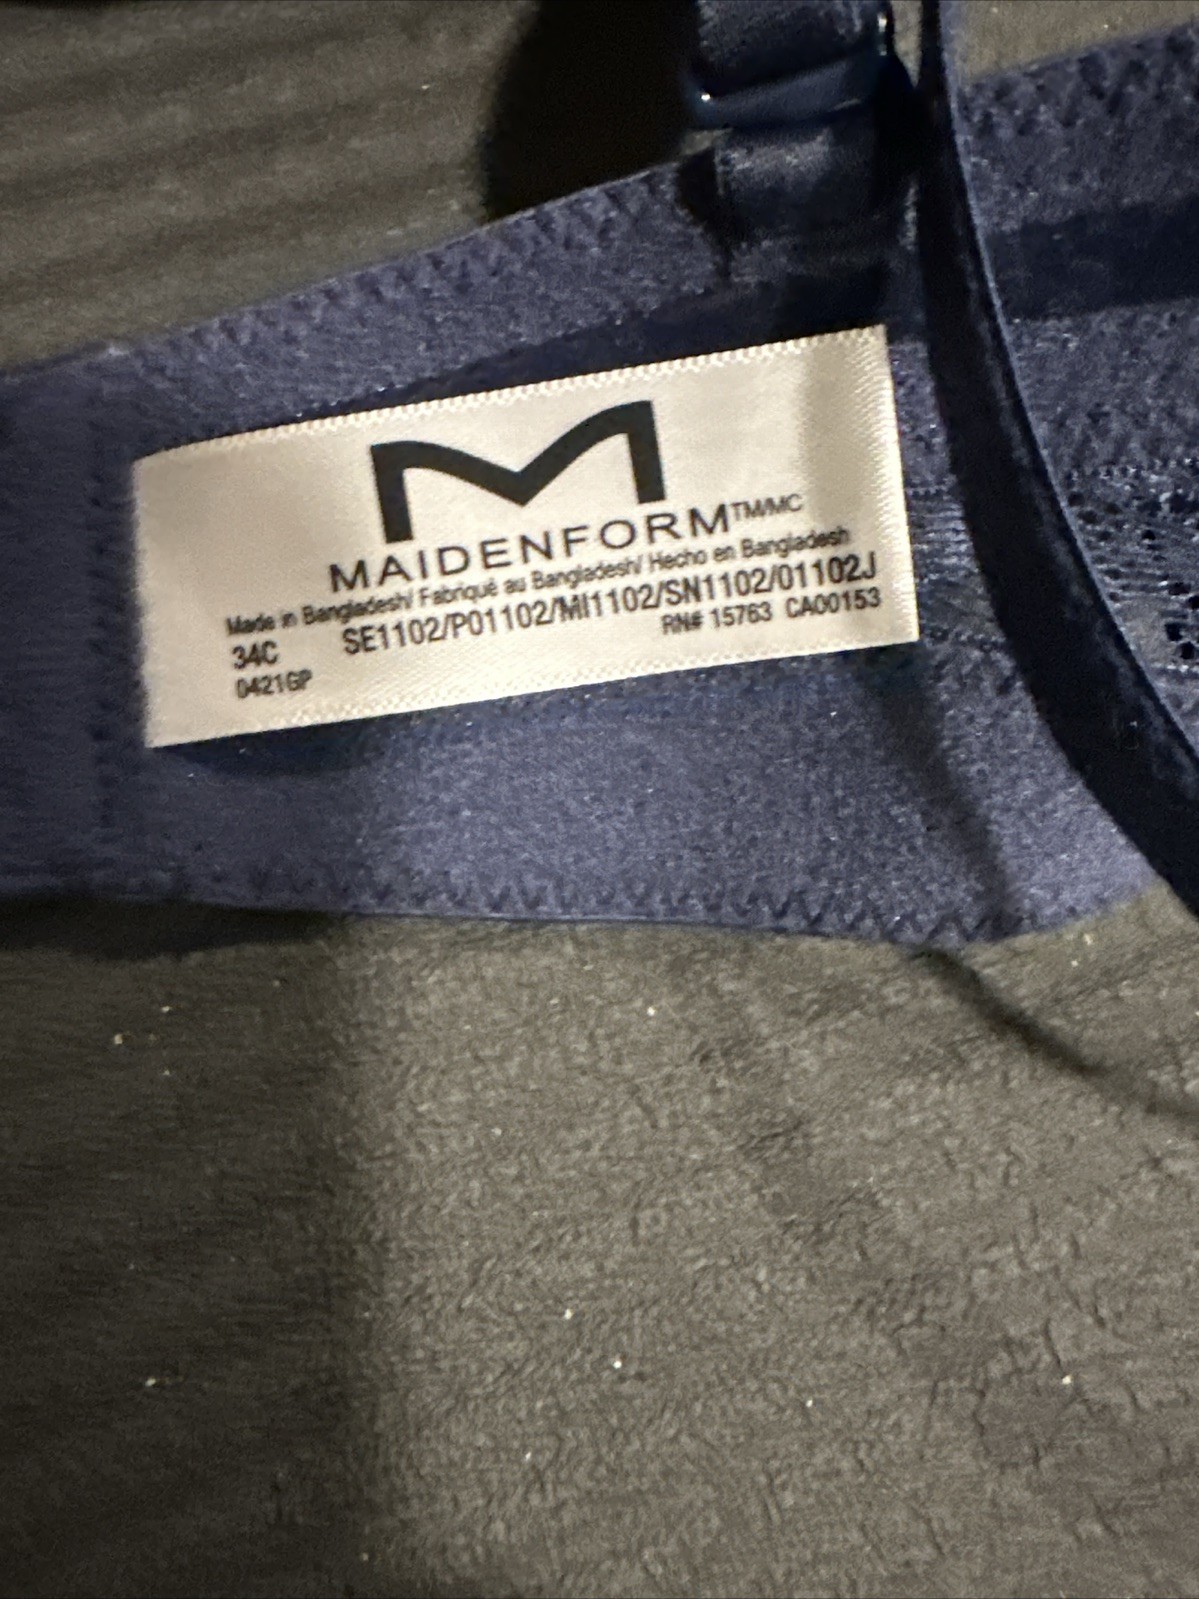 M
MAIDENFORM™/MC
Made in Bangladesh/ Fabriqué au Bangladesh/ Hecho en Bangladesh
34C SE1102/P01102/MI1102/SN1102/01102J
0421GP RN# 15763 CA00153